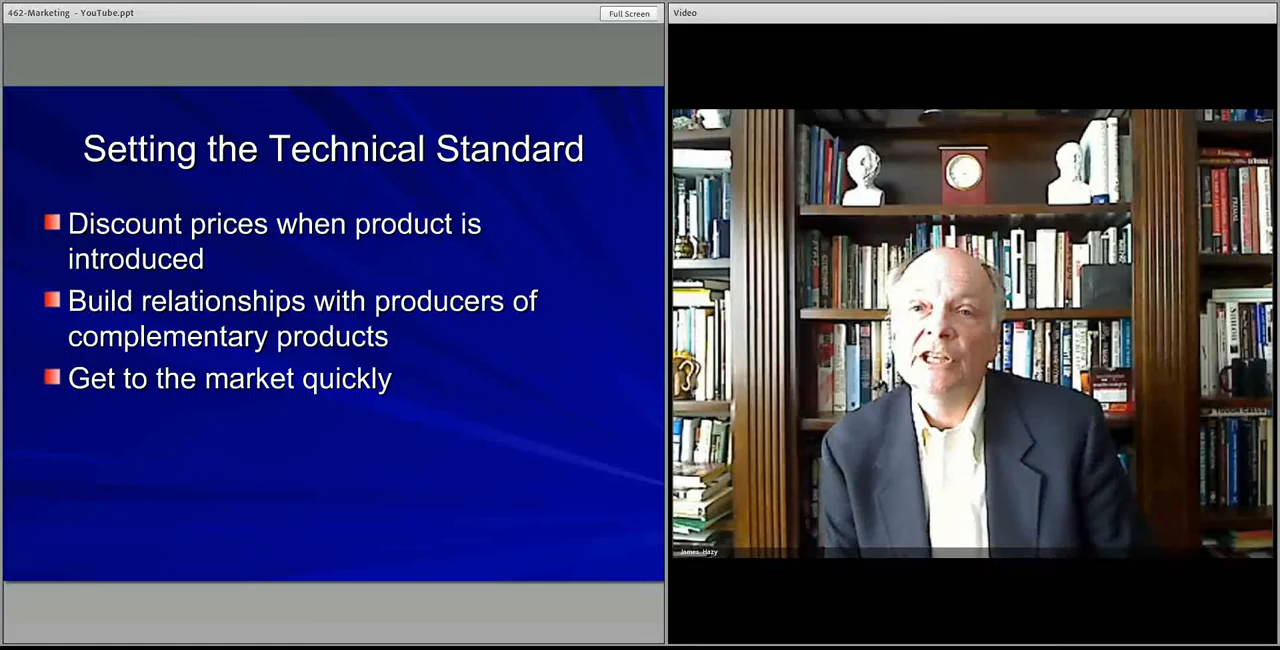 462-Marketing - YouTube.ppt
Full Screen
Video
Setting the Technical Standard
Discount prices when product is
introduced
Build relationships with producers of
complementary products
Get to the market quickly
James Hazy